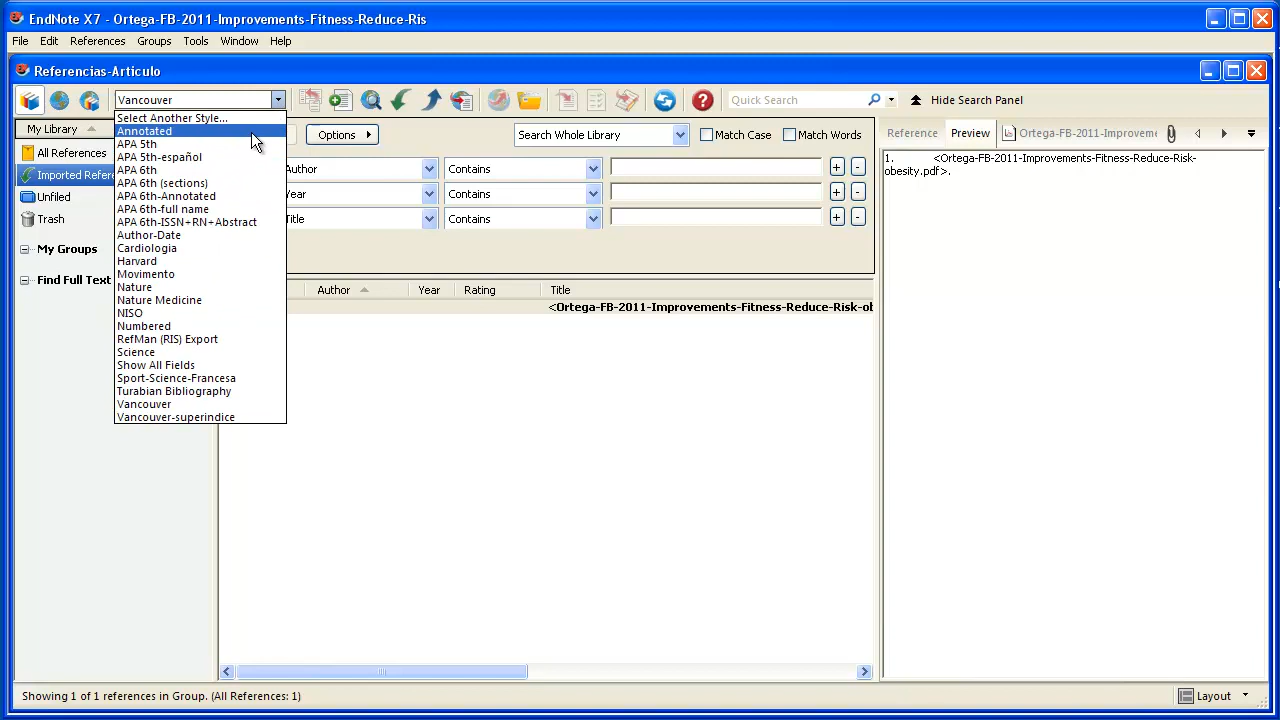 EndNote X7 - Ortega-FB-2011-Improvements-Fitness-Reduce-Ris
File Edit References Groups Tools Window Help
Referencias-Articulo
Vancouver
Quick Search
Hide Search Panel
Select Another Style...
Annotated
APA 5th
APA 5th-español
APA 6th
APA 6th (sections)
APA 6th-Annotated
APA 6th-full name
APA 6th-ISSN+RN+Abstract
Author-Date
Cardiologia
Harvard
Movimento
Nature
Nature Medicine
NISO
Numbered
RefMan (RIS) Export
Science
Show All Fields
Sport-Science-Francesa
Turabian Bibliography
Vancouver
Vancouver-superindice
My Library
All References
Imported Refere
Unfiled
Trash
My Groups
Find Full Text
Options
Search Whole Library
Match Case
Match Words
Author Contains + -
Year Contains + -
Title Contains + -
Author Year Rating Title
<Ortega-FB-2011-Improvements-Fitness-Reduce-Risk-ob
Reference Preview Ortega-FB-2011-Improveme
1. <Ortega-FB-2011-Improvements-Fitness-Reduce-Risk-
obesity.pdf>.
Showing 1 of 1 references in Group. (All References: 1)
Layout